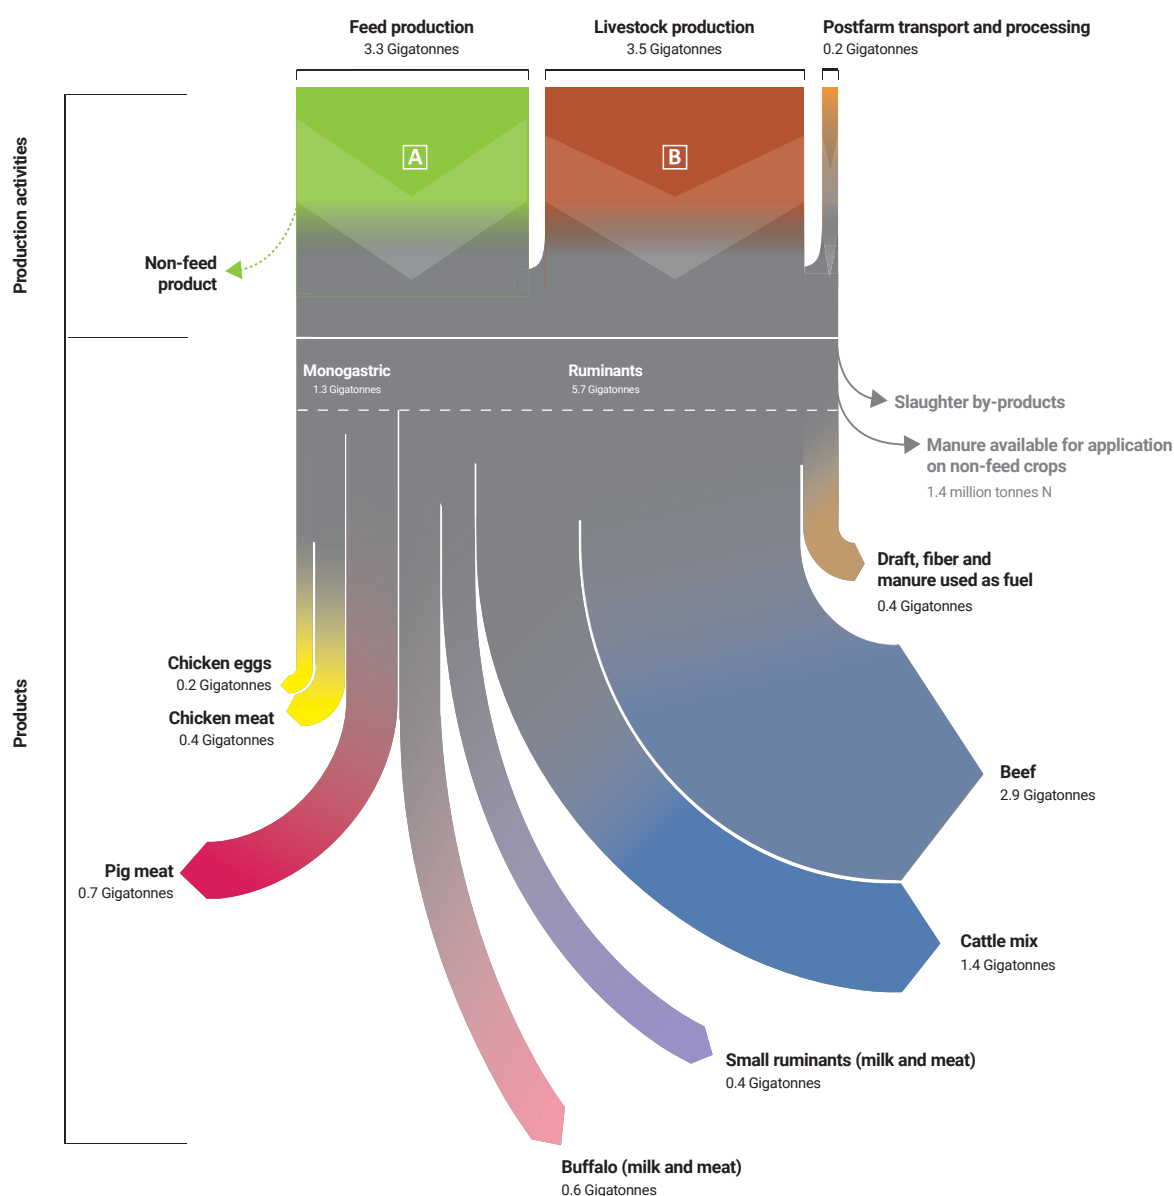 Feed production
3.3 Gigatonnes
Livestock production
3.5 Gigatonnes
Postfarm transport and processing
0.2 Gigatonnes
Production activities
A
B
Non-feed
product
Monogastric
1.3 Gigatonnes
Ruminants
5.7 Gigatonnes
Slaughter by-products
Manure available for application
on non-feed crops
1.4 million tonnes N
Draft, fiber and
manure used as fuel
0.4 Gigatonnes
Products
Chicken eggs
0.2 Gigatonnes
Chicken meat
0.4 Gigatonnes
Beef
2.9 Gigatonnes
Pig meat
0.7 Gigatonnes
Cattle mix
1.4 Gigatonnes
Small ruminants (milk and meat)
0.4 Gigatonnes
Buffalo (milk and meat)
0.6 Gigatonnes